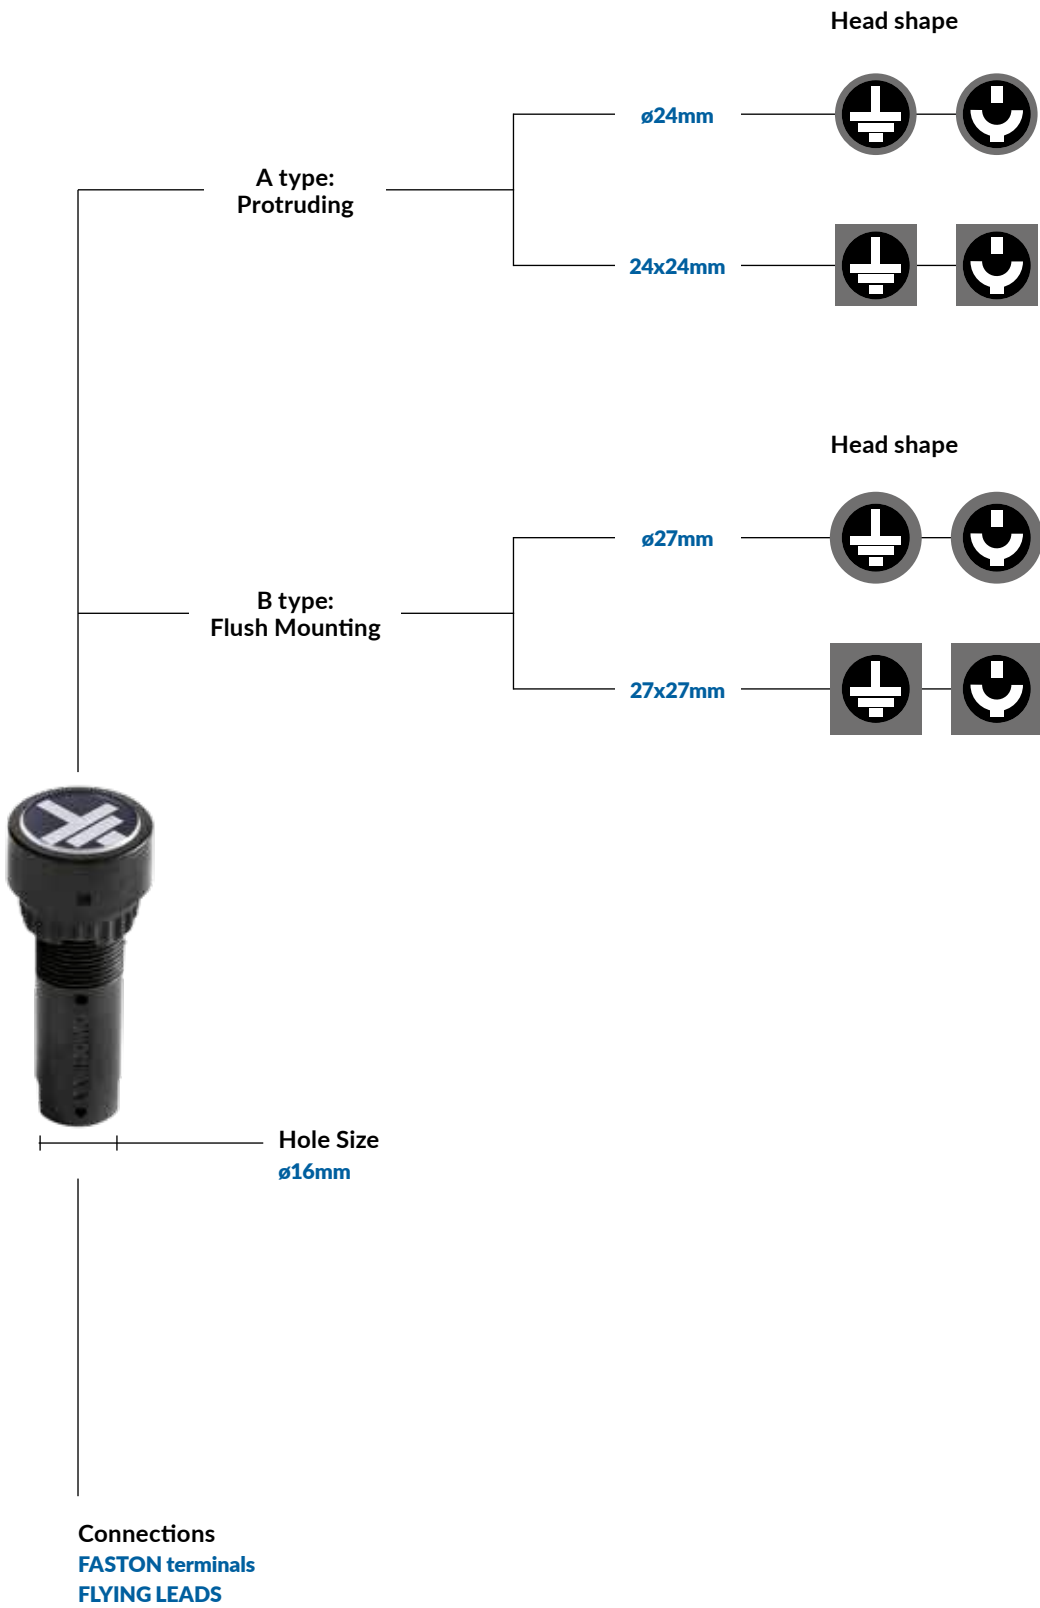 Head shape
ø24mm
A type:
Protruding
24x24mm
Head shape
ø27mm
B type:
Flush Mounting
27x27mm
Hole Size
ø16mm
Connections
FASTON terminals
FLYING LEADS